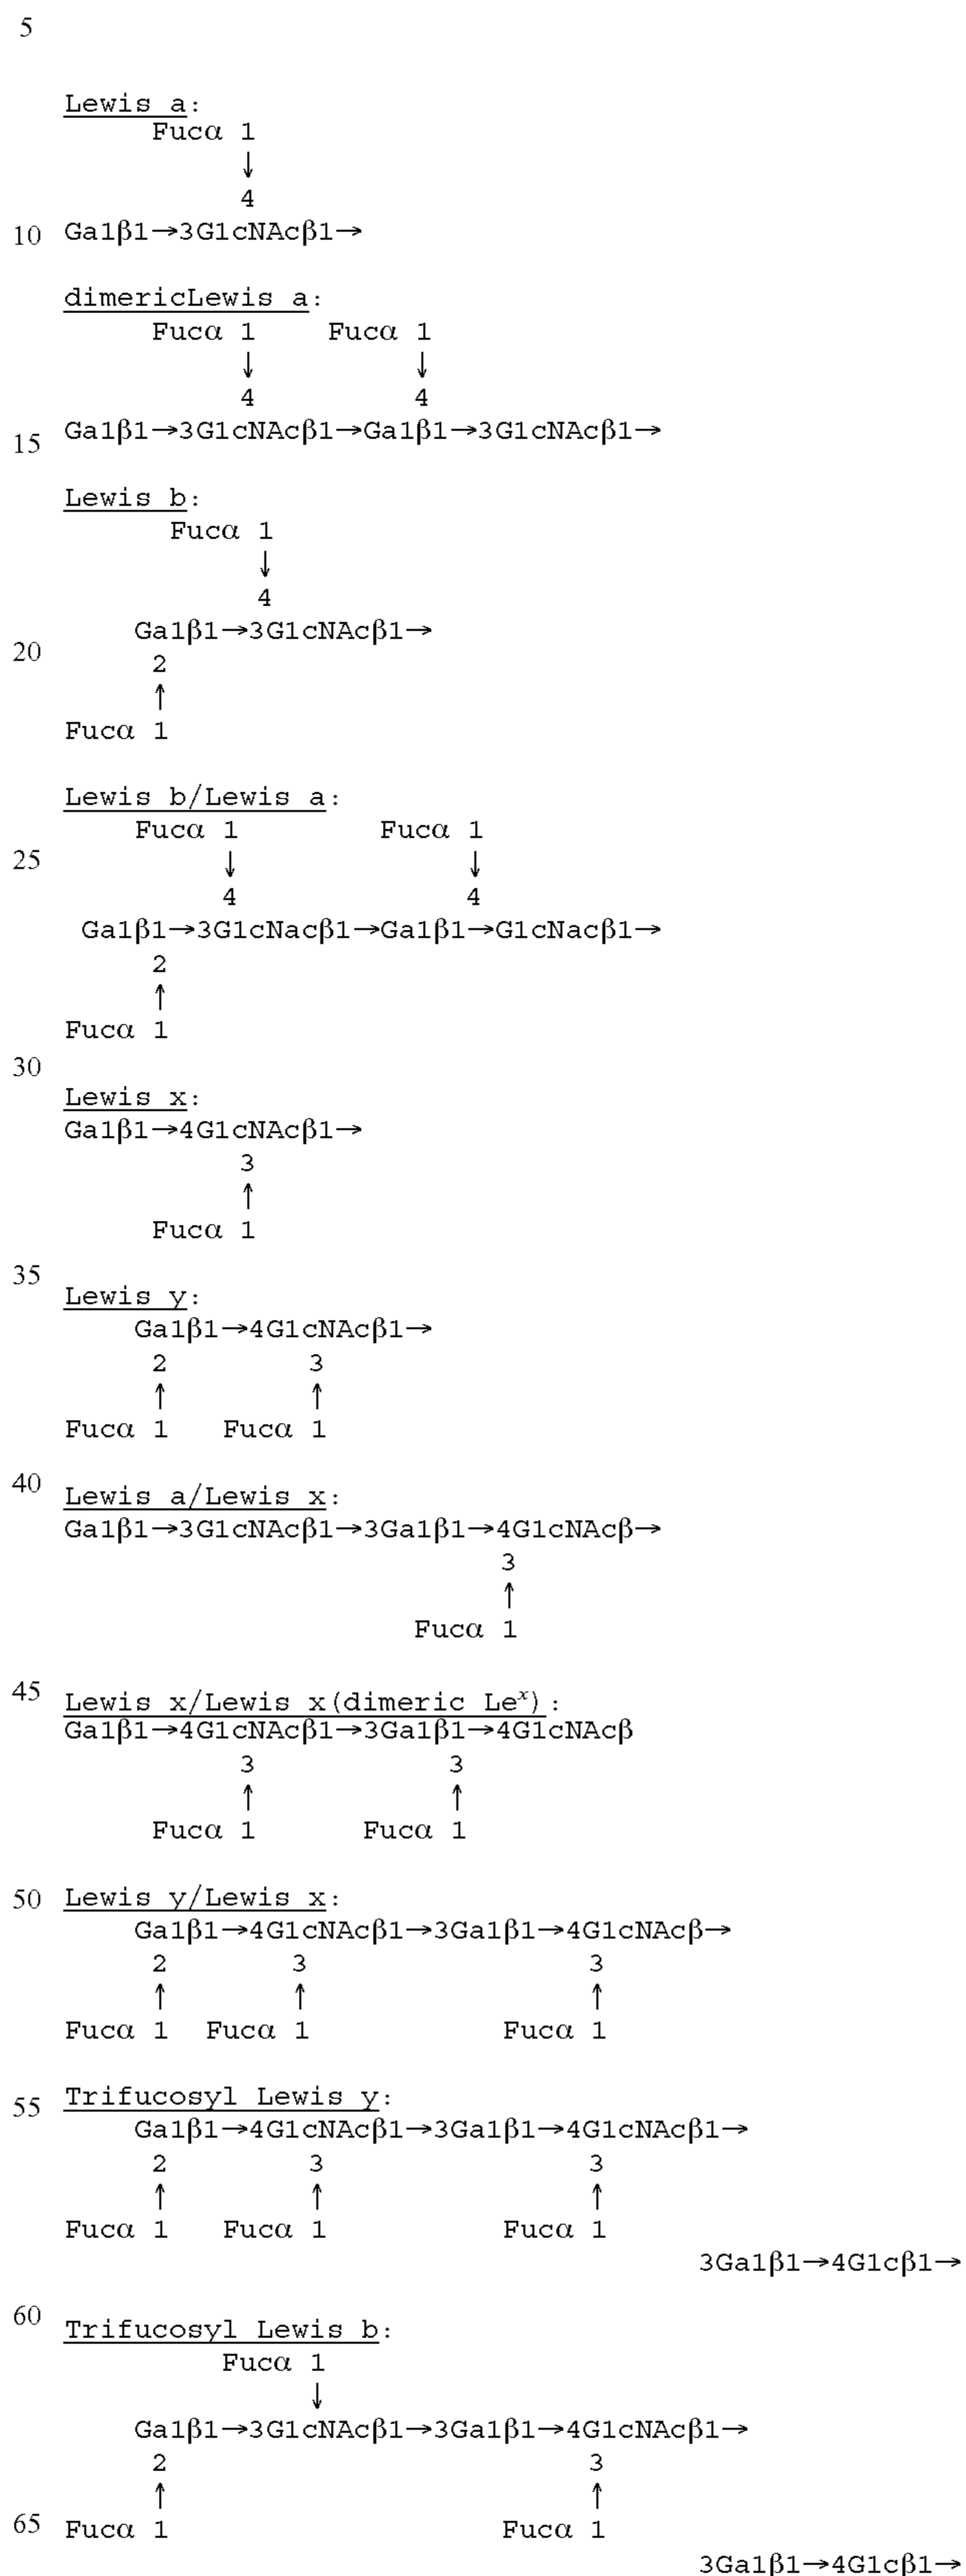 5
Lewis a:
Fucα 1
↓
4
10 Ga1β1→3G1cNAcβ1→
dimericLewis a:
Fucα 1 Fucα 1
↓ ↓
4 4
15 Ga1β1→3G1cNAcβ1→Ga1β1→3G1cNAcβ1→
Lewis b:
Fucα 1
↓
4
Ga1β1→3G1cNAcβ1→
20 2
↑
Fucα 1
Lewis b/Lewis a:
Fucα 1 Fucα 1
25 ↓ ↓
4 4
Ga1β1→3G1cNacβ1→Ga1β1→G1cNacβ1→
2
↑
Fucα 1
30
Lewis x:
Ga1β1→4G1cNAcβ1→
3
↑
Fucα 1
35
Lewis y:
Ga1β1→4G1cNAcβ1→
2 3
↑ ↑
Fucα 1 Fucα 1
40 Lewis a/Lewis x:
Ga1β1→3G1cNAcβ1→3Ga1β1→4G1cNAcβ→
3
↑
Fucα 1
45 Lewis x/Lewis x(dimeric Leˣ):
Ga1β1→4G1cNAcβ1→3Ga1β1→4G1cNAcβ
3 3
↑ ↑
Fucα 1 Fucα 1
50 Lewis y/Lewis x:
Ga1β1→4G1cNAcβ1→3Ga1β1→4G1cNAcβ→
2 3 3
↑ ↑ ↑
Fucα 1 Fucα 1 Fucα 1
55 Trifucosyl Lewis y:
Ga1β1→4G1cNAcβ1→3Ga1β1→4G1cNAcβ1→
2 3 3
↑ ↑ ↑
Fucα 1 Fucα 1 Fucα 1
3Ga1β1→4G1cβ1→
60 Trifucosyl Lewis b:
Fucα 1
↓
Ga1β1→3G1cNAcβ1→3Ga1β1→4G1cNAcβ1→
2 3
↑ ↑
65 Fucα 1 Fucα 1
3Ga1β1→4G1cβ1→